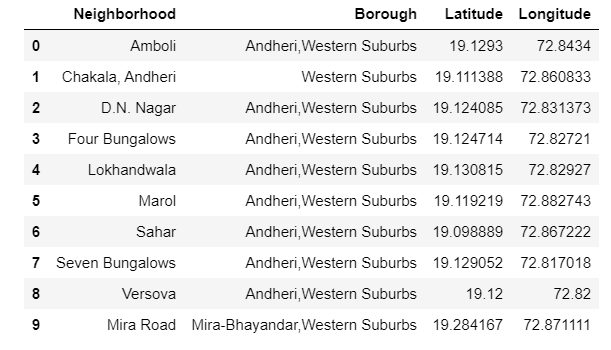 Neighborhood Borough Latitude Longitude
0 Amboli Andheri,Western Suburbs 19.1293 72.8434
1 Chakala, Andheri Western Suburbs 19.111388 72.860833
2 D.N. Nagar Andheri,Western Suburbs 19.124085 72.831373
3 Four Bungalows Andheri,Western Suburbs 19.124714 72.82721
4 Lokhandwala Andheri,Western Suburbs 19.130815 72.82927
5 Marol Andheri,Western Suburbs 19.119219 72.882743
6 Sahar Andheri,Western Suburbs 19.098889 72.867222
7 Seven Bungalows Andheri,Western Suburbs 19.129052 72.817018
8 Versova Andheri,Western Suburbs 19.12 72.82
9 Mira Road Mira-Bhayandar,Western Suburbs 19.284167 72.871111